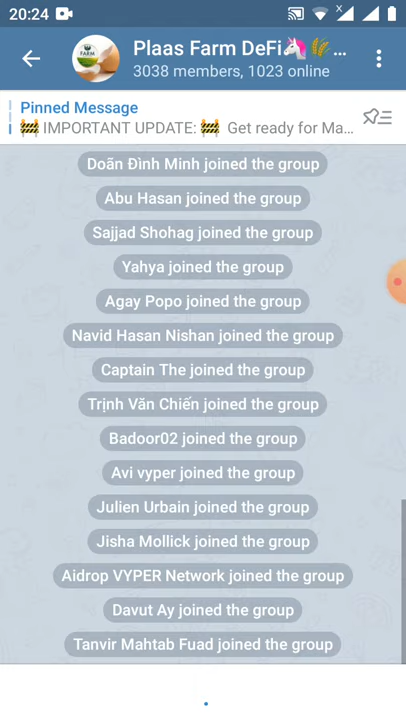 20:24
Plaas Farm DeFi🦄🌾...
3038 members, 1023 online
Pinned Message
🚧 IMPORTANT UPDATE: 🚧 Get ready for Ma...
FARM
Doãn Đình Minh joined the group
Abu Hasan joined the group
Sajjad Shohag joined the group
Yahya joined the group
Agay Popo joined the group
Navid Hasan Nishan joined the group
Captain The joined the group
Trịnh Văn Chiến joined the group
Badoor02 joined the group
Avi vyper joined the group
Julien Urbain joined the group
Jisha Mollick joined the group
Aidrop VYPER Network joined the group
Davut Ay joined the group
Tanvir Mahtab Fuad joined the group